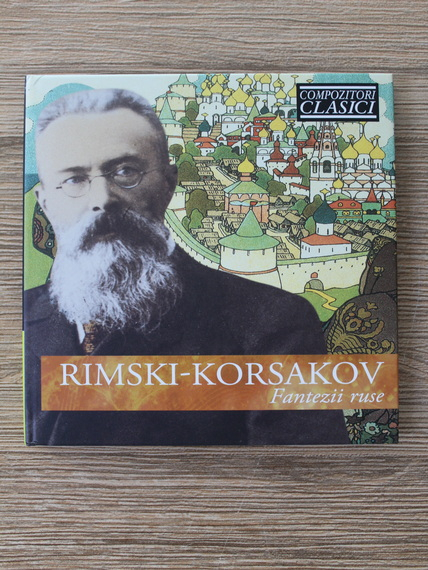 COMPOZITORI
CLASICI
RIMSKI-KORSAKOV
Fantezii ruse